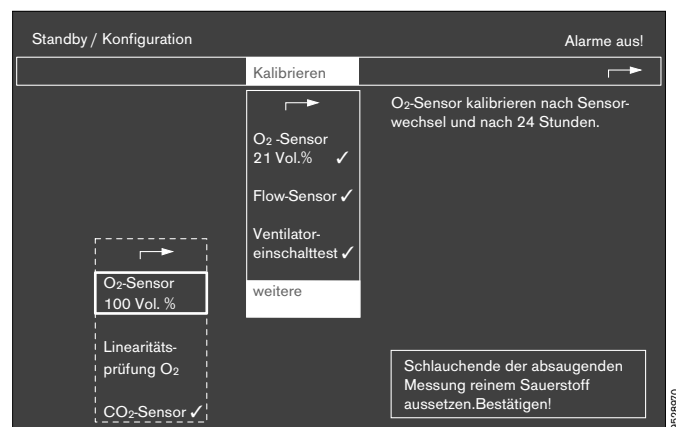 Standby / Konfiguration
Alarme aus!
Kalibrieren
O2-Sensor kalibrieren nach Sensor-
wechsel und nach 24 Stunden.
O2 -Sensor
21 Vol.% ✓
Flow-Sensor ✓
Ventilator-
einschalttest ✓
weitere
O2-Sensor
100 Vol. %
Linearitäts-
prüfung O2
CO2-Sensor ✓
Schlauchende der absaugenden
Messung reinem Sauerstoff
aussetzen.Bestätigen!
9528970